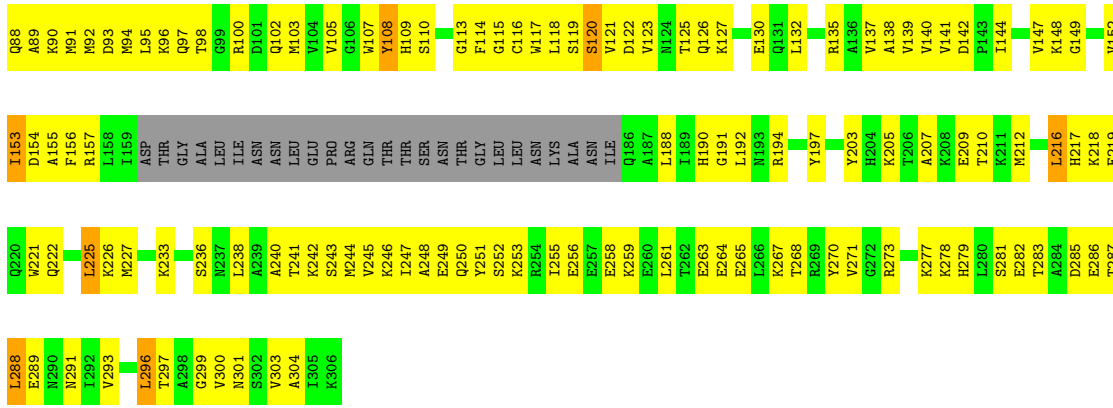 Q88 A89 K90 M91 M92 D93 M94 L95 K96 Q97 T98 G99 R100 D101 Q102 M103 V104 V105 G106 W107 Y108 H109 S110 G113 F114 G115 C116 W117 L118 S119 S120 V121 D122 V123 N124 T125 Q126 K127 E130 Q131 L132 R135 A136 V137 A138 V139 V140 V141 D142 P143 I144 V147 K148 G149
I153 D154 A155 F156 R157 L158 I159 ASP THR GLY ALA LEU ILE ASN ASN LEU GLU PRO ARG GLN THR THR SER ASN THR GLY LEU LEU ASN LYS ALA ASN ILE Q186 A187 L188 I189 H190 G191 L192 N193 R194 Y197 Y203 H204 K205 T206 A207 K208 E209 T210 K211 M212 L216 H217 K218
Q220 W221 Q222 L225 K226 M227 K233 S236 N237 L238 A239 A240 T241 K242 S243 M244 V245 K246 I247 A248 E249 Q250 Y251 S252 K253 R254 I255 E256 E257 E258 K259 E260 L261 T262 E263 E264 E265 L266 K267 T268 R269 Y270 V271 G272 R273 K277 K278 H279 L280 S281 E282 T283 A284 D285 E286 T287
L288 E289 N290 N291 I292 V293 L296 T297 A298 G299 V300 N301 S302 V303 A304 I305 K306